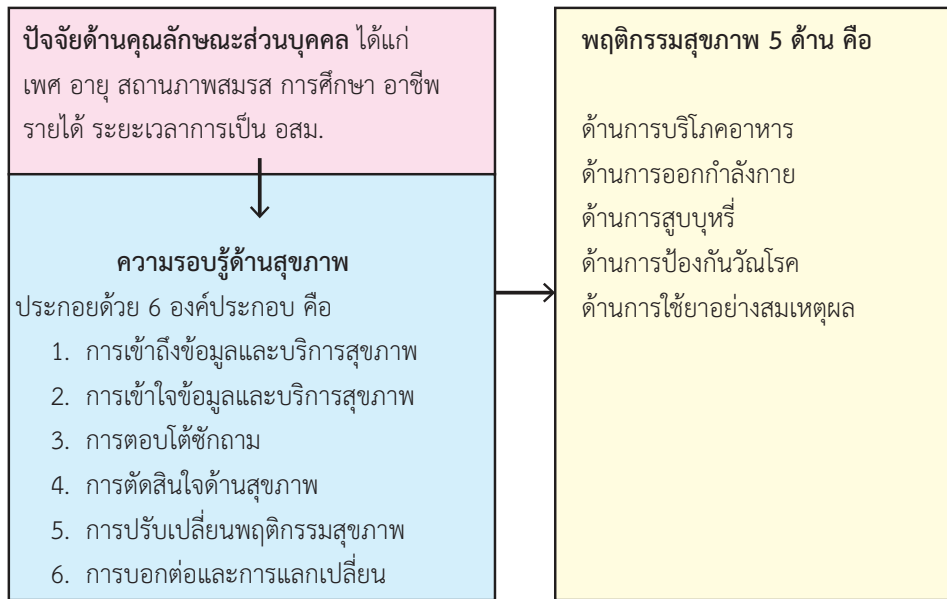 ปัจจัยด้านคุณลักษณะส่วนบุคคล ได้แก่
เพศ อายุ สถานภาพสมรส การศึกษา อาชีพ
รายได้ ระยะเวลาการเป็น อสม.
ความรอบรู้ด้านสุขภาพ
ประกอยด้วย 6 องค์ประกอบ คือ
1. การเข้าถึงข้อมูลและบริการสุขภาพ
2. การเข้าใจข้อมูลและบริการสุขภาพ
3. การตอบโต้ซักถาม
4. การตัดสินใจด้านสุขภาพ
5. การปรับเปลี่ยนพฤติกรรมสุขภาพ
6. การบอกต่อและการแลกเปลี่ยน
พฤติกรรมสุขภาพ 5 ด้าน คือ
ด้านการบริโภคอาหาร
ด้านการออกกำลังกาย
ด้านการสูบบุหรี่
ด้านการป้องกันวัณโรค
ด้านการใช้ยาอย่างสมเหตุผล